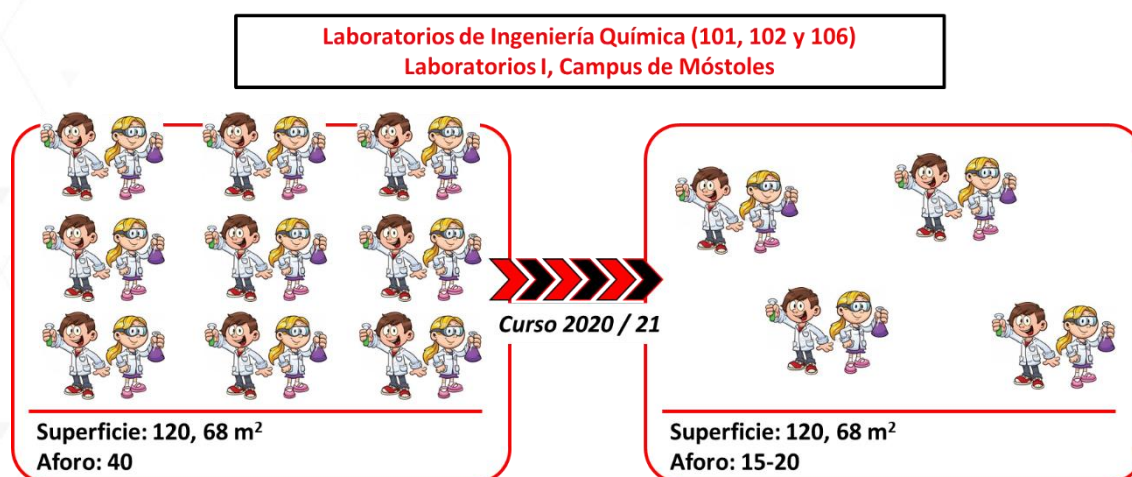 Laboratorios de Ingeniería Química (101, 102 y 106)
Laboratorios I, Campus de Móstoles
Curso 2020 / 21
Superficie: 120, 68 m²
Aforo: 40
Superficie: 120, 68 m²
Aforo: 15-20